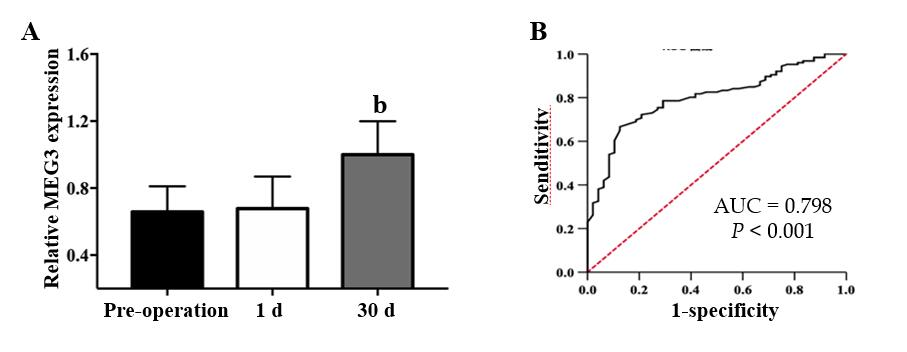 A
Relative MEG3 expression
1.6
1.2
0.8
0.4
b
Pre-operation 1 d 30 d
B
Senditivity
1.0
0.8
0.6
0.4
0.2
0.0
AUC = 0.798
P < 0.001
0.0 0.2 0.4 0.6 0.8 1.0
1-specificity